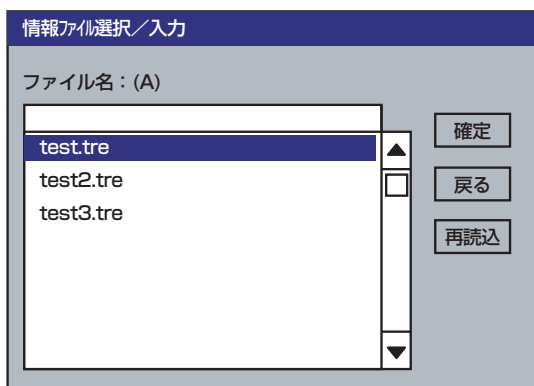 情報ファイル選択／入力
ファイル名：(A)
test.tre
test2.tre
test3.tre
確定
戻る
再読込